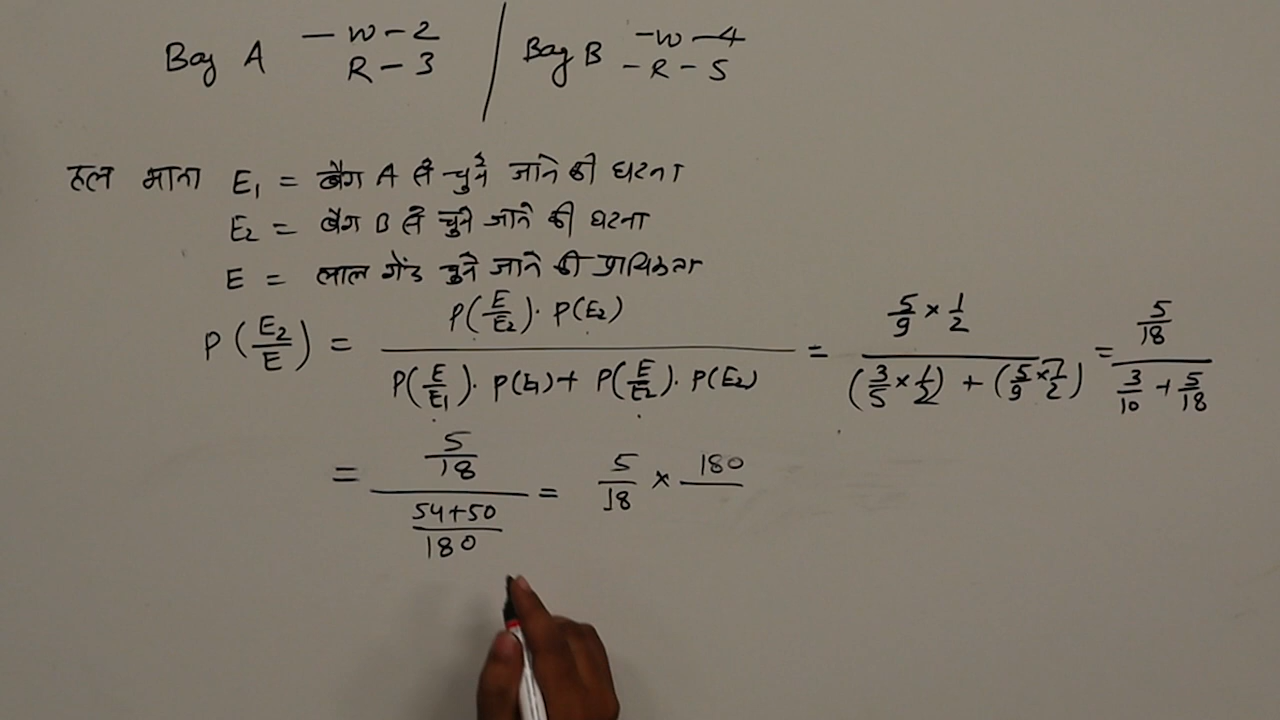 Bag A – W – 2 / Bag B – W – 4
R – 3 – R – 5
हल माना E₁ = बैग A से चुने जाने की घटना
E₂ = बैग B से चुने जाने की घटना
E = लाल गेंद चुने जाने की प्रायिकता
P(E₂/E) = P(E/E₂)· P(E₂) / P(E/E₁)· P(E₁) + P(E/E₂)· P(E₂) = 5/9 × 1/2 / (3/5 × 1/2) + (5/9 × 1/2) = 5/18 / 3/10 + 5/18
= 5/18 / 54+50/180 = 5/18 × 180/